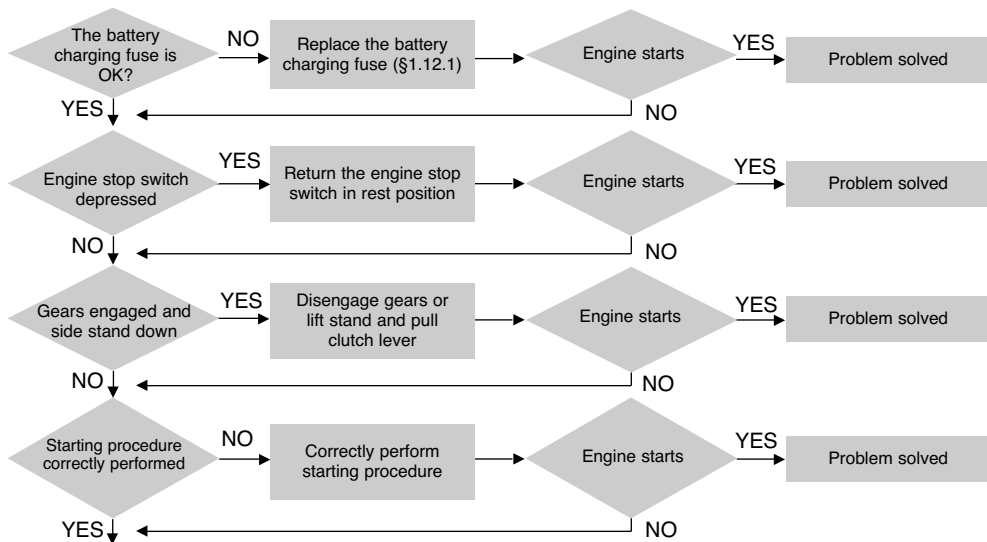 The battery
charging fuse is
OK?
NO
Replace the battery
charging fuse (§1.12.1)
Engine starts
YES
Problem solved
YES
NO
Engine stop switch
depressed
YES
Return the engine stop
switch in rest position
Engine starts
YES
Problem solved
NO
NO
Gears engaged and
side stand down
YES
Disengage gears or
lift stand and pull
clutch lever
Engine starts
YES
Problem solved
NO
NO
Starting procedure
correctly performed
NO
Correctly perform
starting procedure
Engine starts
YES
Problem solved
YES
NO